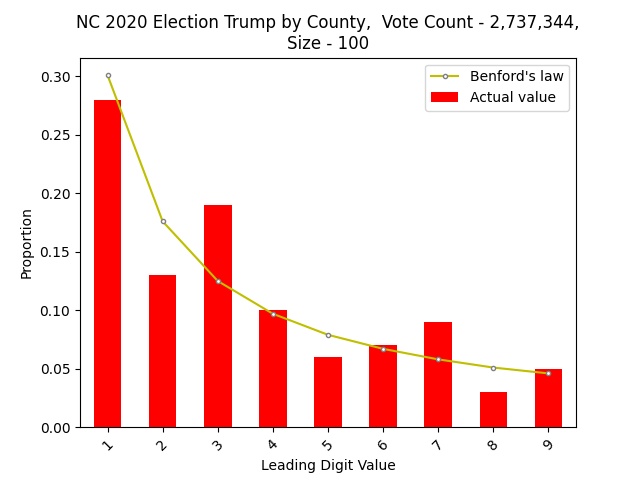 NC 2020 Election Trump by County,  Vote Count - 2,737,344,
Size - 100
Benford's law
Actual value
Proportion
0.30
0.25
0.20
0.15
0.10
0.05
0.00
1 2 3 4 5 6 7 8 9
Leading Digit Value